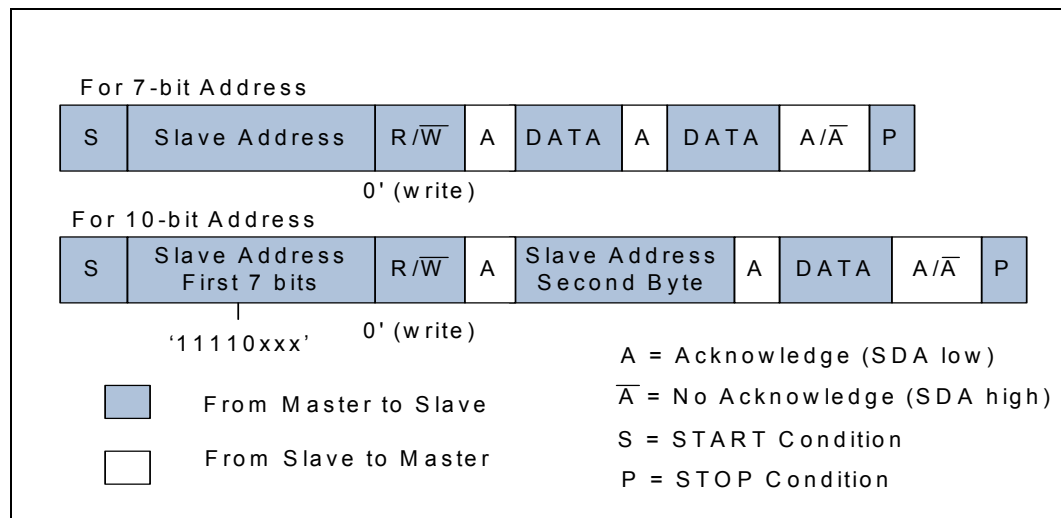 For 7-bit Address
S Slave Address R/W̅ A DATA A DATA A/A̅ P
0' (write)
For 10-bit Address
S Slave Address First 7 bits R/W̅ A Slave Address Second Byte A DATA A/A̅ P
‘11110xxx’ 0' (write)
A = Acknowledge (SDA low)
A̅ = No Acknowledge (SDA high)
S = START Condition
P = STOP Condition
From Master to Slave
From Slave to Master